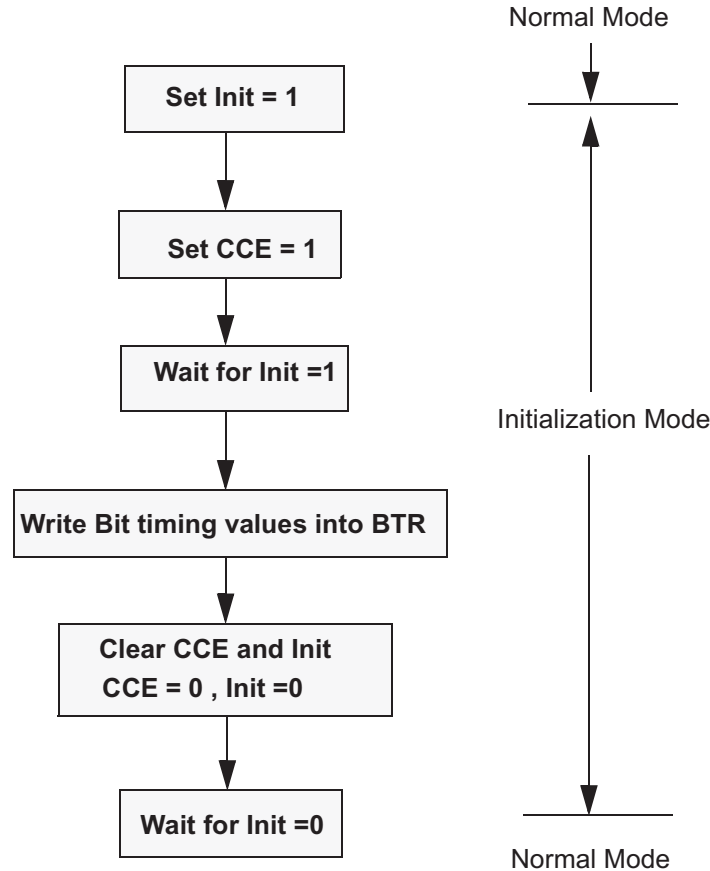 Normal Mode
Set Init = 1
Set CCE = 1
Wait for Init =1
Initialization Mode
Write Bit timing values into BTR
Clear CCE and Init
CCE = 0 , Init =0
Wait for Init =0
Normal Mode